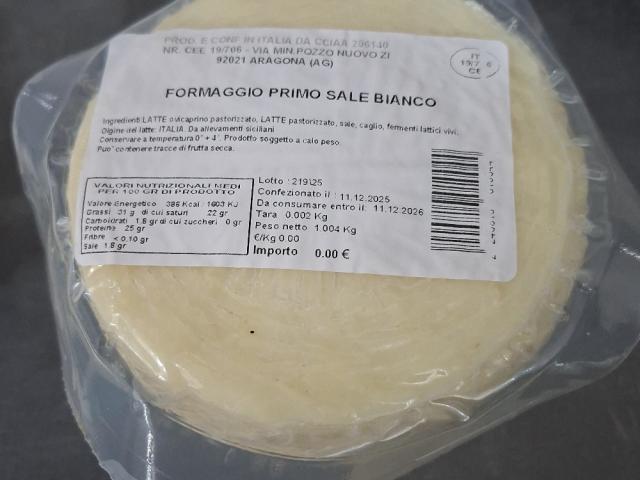 PROD. E CONF. IN ITALIA DA CCIAA 206140
NR. CEE 19/706 - VIA MIN.POZZO NUOVO ZI
92021 ARAGONA (AG)
IT
CE
FORMAGGIO PRIMO SALE BIANCO
Ingredienti:LATTE ovicaprino pastorizzato, LATTE pastorizzato, sale, caglio, fermenti lattici vivi.
Oigine del latte: ITALIA. Da allevamenti siciliani
Conservare a temperatura 0° + 4°. Prodotto soggetto a calo peso.
Puo' contenere tracce di frutta secca.
VALORI NUTRIZIONALI MEDI
PER 100 GR DI PRODOTTO
Valore Energetico 386 Kcal 1603 KJ
Grassi 31 g di cui saturi 22 gr
Carboidrati 1,6 gr di cui zuccheri 0 gr
Proteine 25 gr
Fribre < 0,10 gr
Sale 1,8 gr
Lotto : 219\25
Confezionato il : 11.12.2025
Da consumare entro il: 11.12.2026
Tara 0.002 Kg
Peso netto 1.004 Kg
€/Kg 0.00
Importo 0.00 €